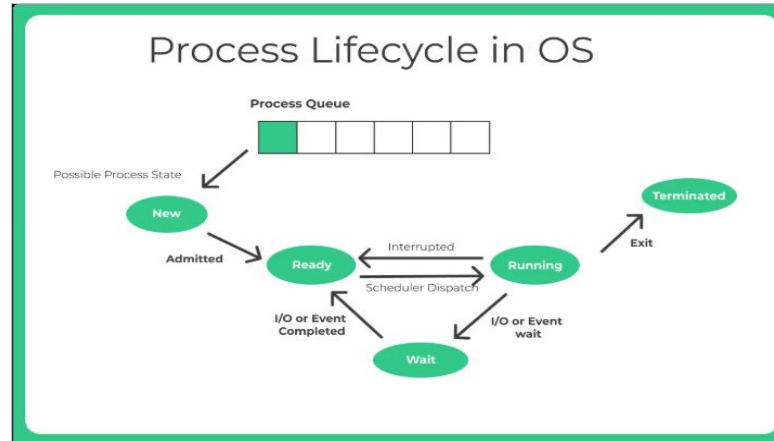 Process Lifecycle in OS
Process Queue
Possible Process State
New
Terminated
Admitted
Ready
Interrupted
Scheduler Dispatch
Running
Exit
I/O or Event
Completed
I/O or Event
wait
Wait